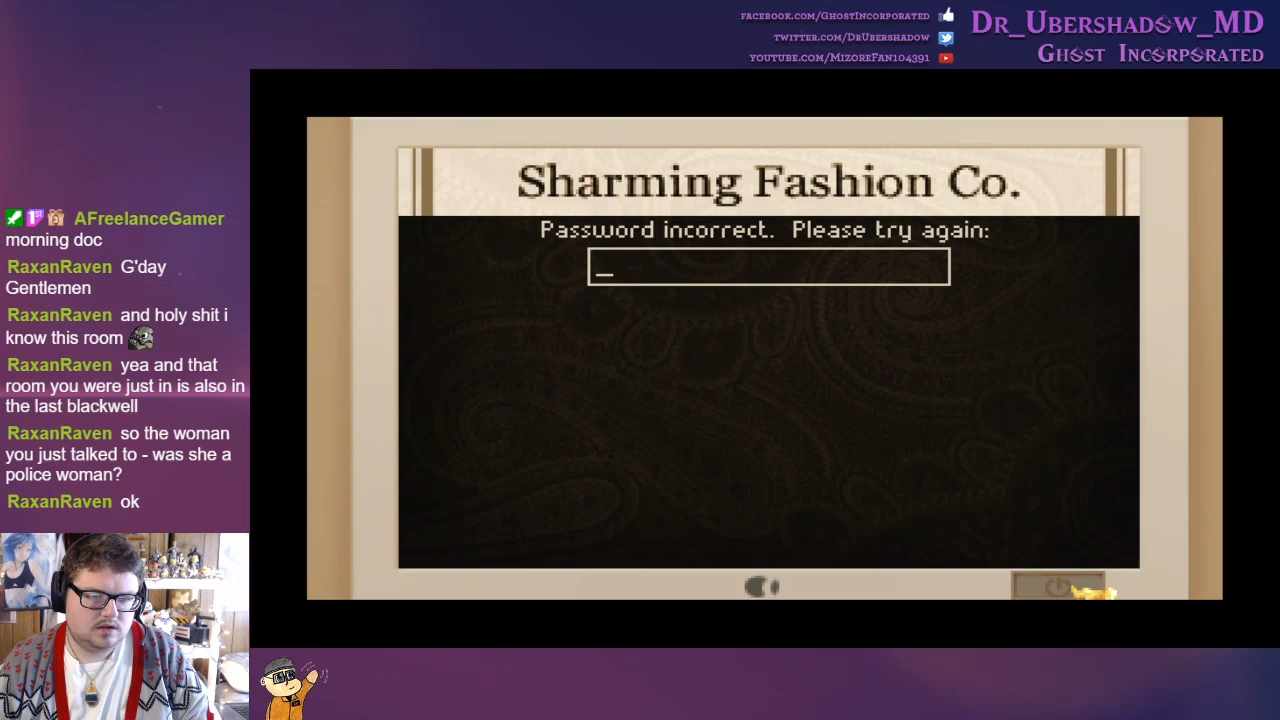 facebook.com/GhostIncorporated
twitter.com/DrUbershadow
youtube.com/MizoreFan104391
Dr_Ubershadow_MD
Ghost Incorporated
Sharming Fashion Co.
Password incorrect. Please try again:
_
1ST AFreelanceGamer
morning doc
RaxanRaven G'day
Gentlemen
RaxanRaven and holy shit i
know this room
RaxanRaven yea and that
room you were just in is also in
the last blackwell
RaxanRaven so the woman
you just talked to - was she a
police woman?
RaxanRaven ok